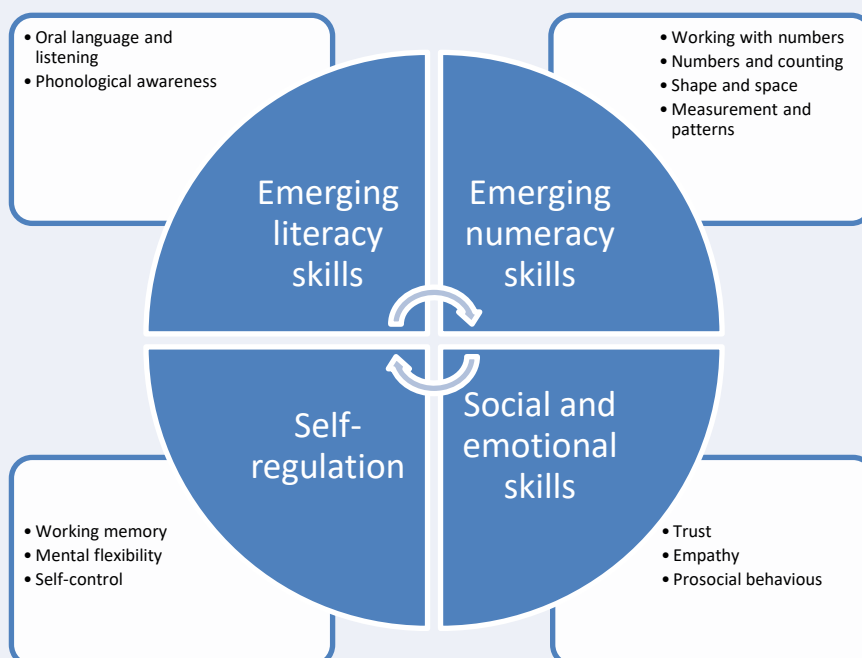 • Oral language and
listening
• Phonological awareness
• Working with numbers
• Numbers and counting
• Shape and space
• Measurement and
patterns
Emerging
literacy
skills
Emerging
numeracy
skills
Self-
regulation
Social and
emotional
skills
• Working memory
• Mental flexibility
• Self-control
• Trust
• Empathy
• Prosocial behavious